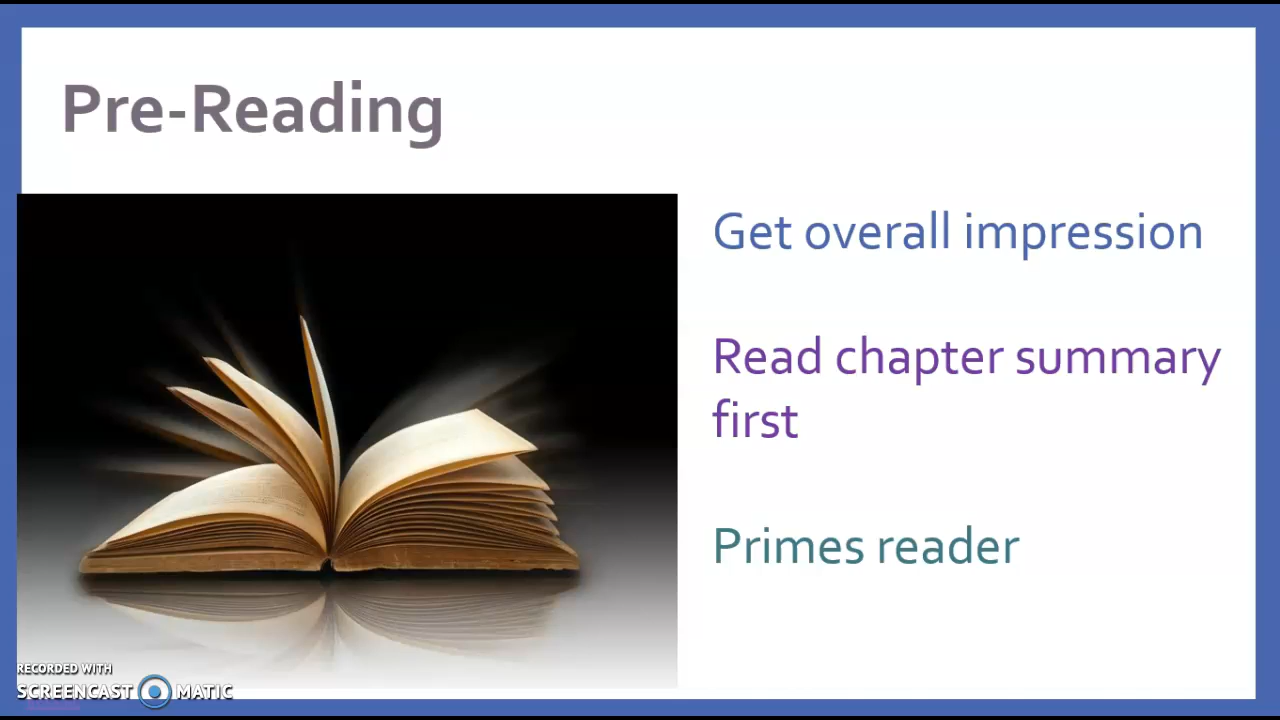 Pre-Reading
Get overall impression
Read chapter summary
first
Primes reader
RECORDED WITH
SCREENCAST MATIC